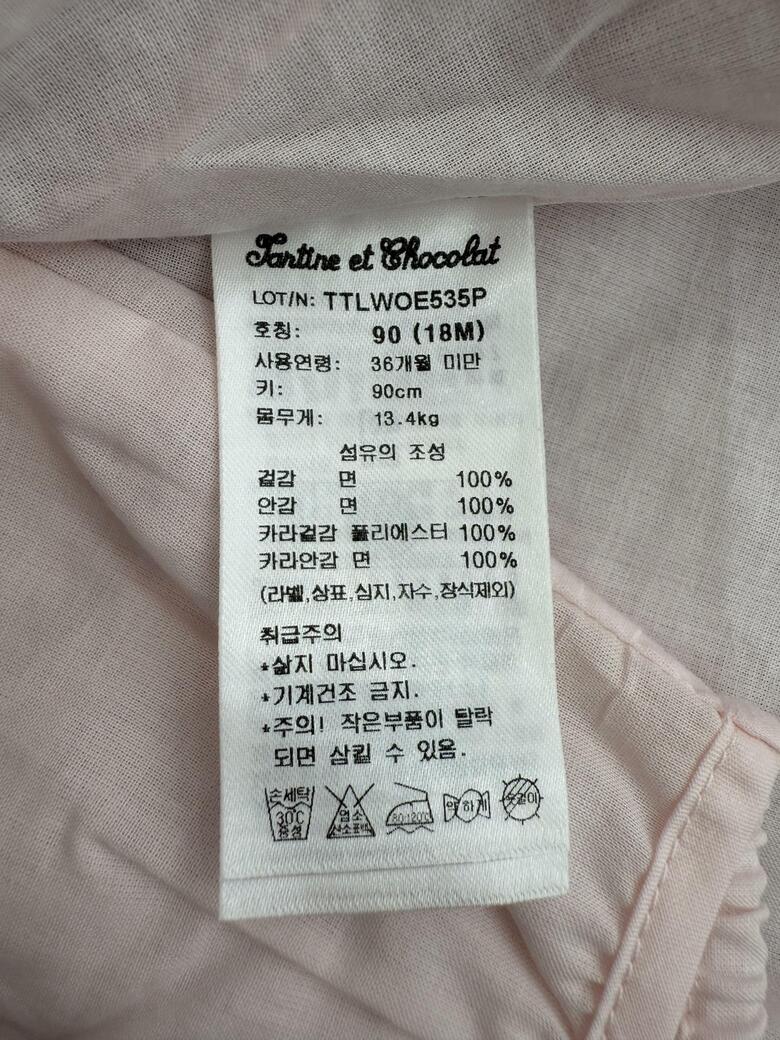 Tartine et Chocolat
LOT/N: TTLWOE535P
호칭: 90 (18M)
사용연령: 36개월 미만
키: 90cm
몸무게: 13.4kg
섬유의 조성
겉감 면 100%
안감 면 100%
카라겉감 폴리에스터 100%
카라안감 면 100%
(라벨,상표,심지,자수,장식제외)
취급주의
*삶지 마십시오.
*기계건조 금지.
*주의! 작은부품이 탈락
되면 삼킬 수 있음.
손세탁 30℃ 중성
염소 산소표백
80-120℃
약하게
옷걸이